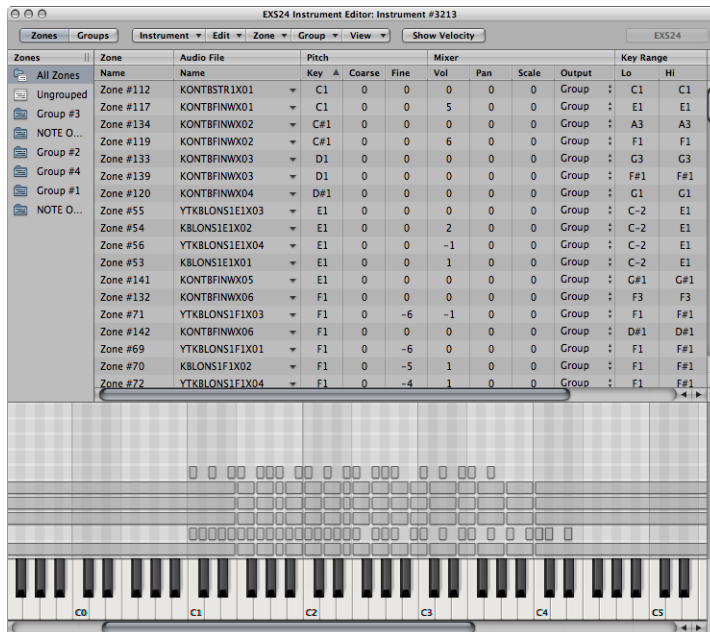 EXS24 Instrument Editor: Instrument #3213
Zones Groups Instrument Edit Zone Group View Show Velocity EXS24
Zones Zone Audio File Pitch Mixer Key Range
All Zones Name Name Key Coarse Fine Vol Pan Scale Output Lo Hi
Ungrouped
Group #3
NOTE O...
Group #2
Group #4
Group #1
NOTE O...
Zone #112 KONTBSTR1X01 C1 0 0 0 0 0 Group C1 C1
Zone #117 KONTBFINWX01 C1 0 0 5 0 0 Group E1 E1
Zone #134 KONTBFINWX02 C#1 0 0 0 0 0 Group A3 A3
Zone #119 KONTBFINWX02 C#1 0 0 6 0 0 Group F1 F1
Zone #133 KONTBFINWX03 D1 0 0 0 0 0 Group G3 G3
Zone #139 KONTBFINWX03 D1 0 0 0 0 0 Group F#1 F#1
Zone #120 KONTBFINWX04 D#1 0 0 0 0 0 Group G1 G1
Zone #55 YTKBLONS1E1X03 E1 0 0 0 0 0 Group C-2 E1
Zone #54 KBLONS1E1X02 E1 0 0 2 0 0 Group C-2 E1
Zone #56 YTKBLONS1E1X04 E1 0 0 -1 0 0 Group C-2 E1
Zone #53 KBLONS1E1X01 E1 0 0 1 0 0 Group C-2 E1
Zone #141 KONTBFINWX05 E1 0 0 0 0 0 Group G#1 G#1
Zone #132 KONTBFINWX06 F1 0 0 0 0 0 Group F3 F3
Zone #71 YTKBLONS1F1X03 F1 0 -6 -1 0 0 Group F1 F#1
Zone #142 KONTBFINWX06 F1 0 0 0 0 0 Group D#1 D#1
Zone #69 YTKBLONS1F1X01 F1 0 -6 0 0 0 Group F1 F#1
Zone #70 KBLONS1F1X02 F1 0 -5 1 0 0 Group F1 F#1
Zone #72 YTKBLONS1F1X04 F1 0 -4 1 0 0 Group F1 F#1
C0 C1 C2 C3 C4 C5